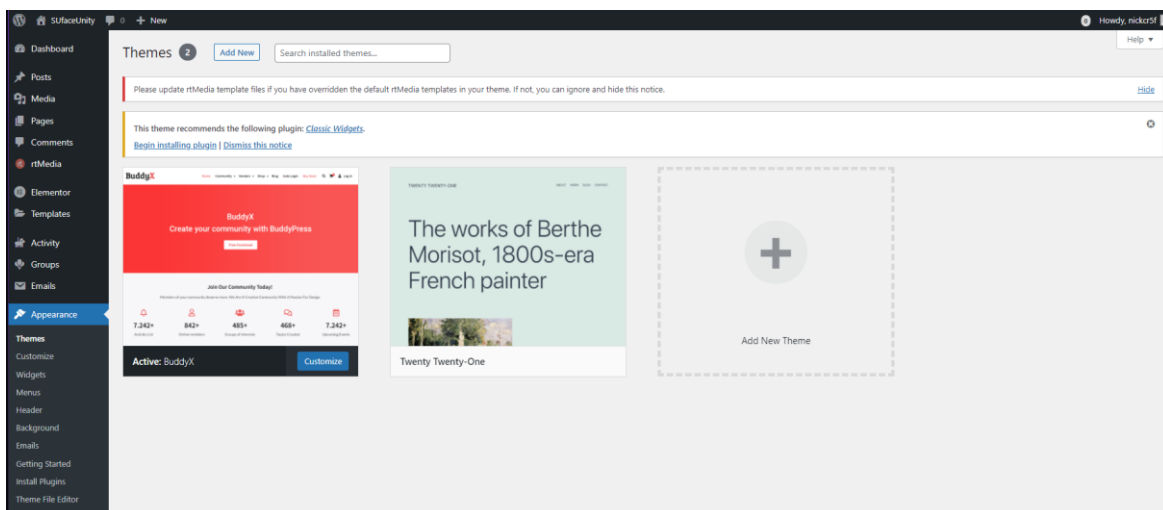 SUfaceUnity 0 + New 0 Howdy, nickcr5f
Help
Dashboard
Posts
Media
Pages
Comments
rtMedia
Elementor
Templates
Activity
Groups
Emails
Appearance
Themes
Customize
Widgets
Menus
Header
Background
Emails
Getting Started
Install Plugins
Theme File Editor
Themes 2 Add New Search installed themes...
Please update rtMedia template files if you have overridden the default rtMedia templates in your theme. If not, you can ignore and hide this notice. Hide
This theme recommends the following plugin: Classic Widgets.
Begin installing plugin | Dismiss this notice
BuddyX
BuddyX
Create your community with BuddyPress
Join Our Community Today!
7.242+ 842+ 485+ 468+ 7.242+
Active: BuddyX Customize
TWENTY TWENTY-ONE
The works of Berthe
Morisot, 1800s-era
French painter
Twenty Twenty-One
Add New Theme